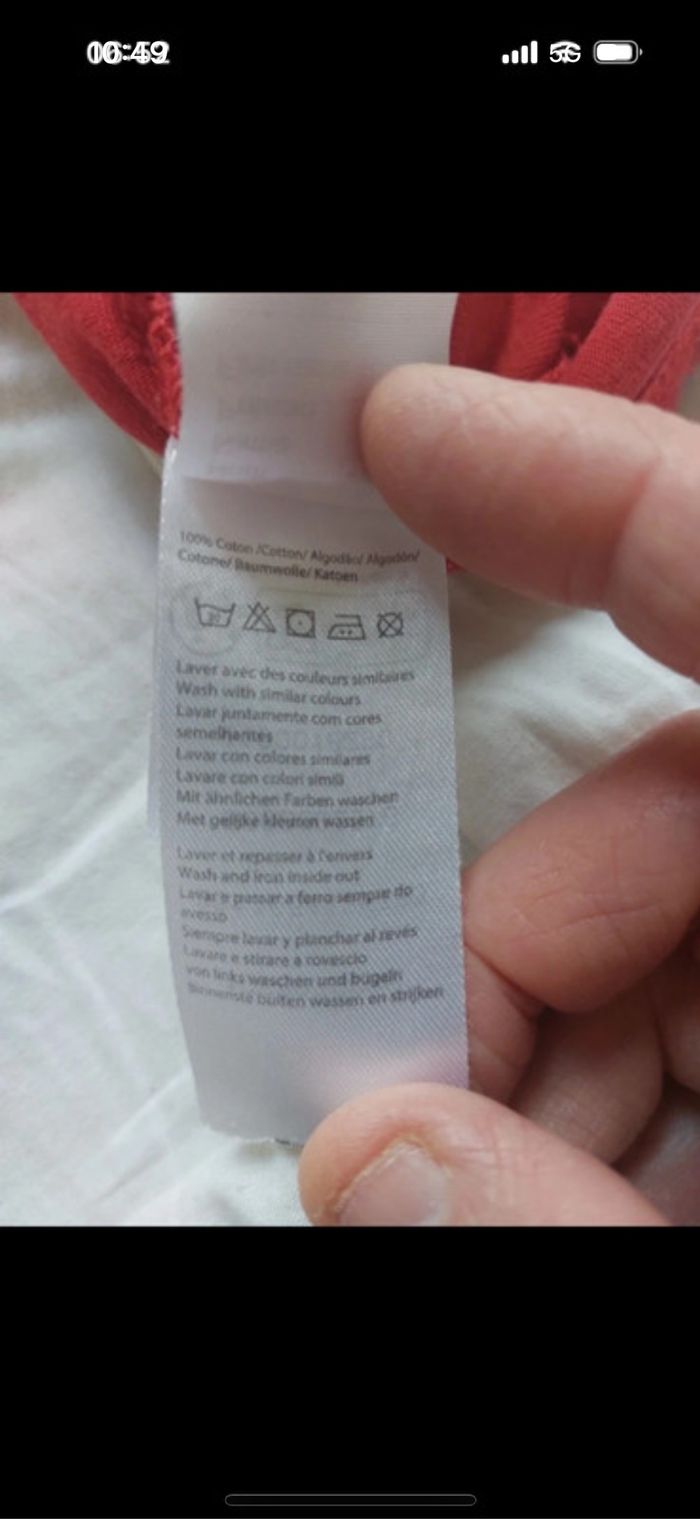 5G
100% Coton /Cotton/ Algodão/ Algodón/
Cotone/ Baumwolle/ Katoen
30
Laver avec des couleurs similaires
Wash with similar colours
Lavar juntamente com cores
semelhantes
Lavar con colores similares
Lavare con colori simili
Mit ähnlichen Farben waschen
Met gelijke kleuren wassen
Laver et repasser à l'envers
Wash and iron inside out
Lavar e passar a ferro sempre do
avesso
Siempre lavar y planchar al revés
Lavare e stirare a rovescio
von links waschen und bügeln
Binnenste buiten wassen en strijken